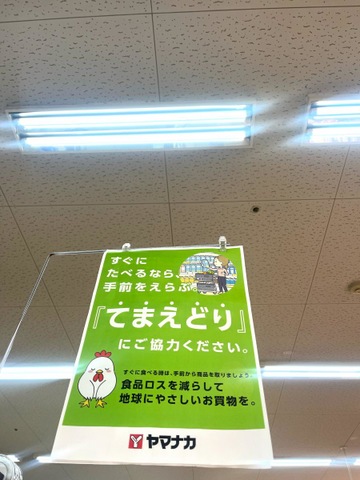 すぐに
たべるなら、
手前をえらぶ。
『てまえどり』
にご協力ください。
すぐに食べる時は、手前から商品を取りましょう。
食品ロスを減らして
地球にやさしいお買物を。
ヤマナカ